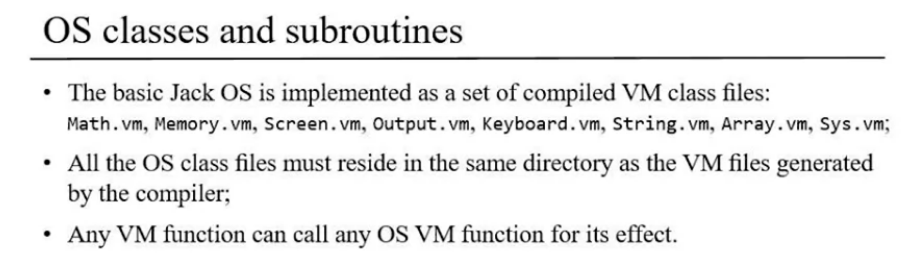 OS classes and subroutines
• The basic Jack OS is implemented as a set of compiled VM class files:
Math.vm, Memory.vm, Screen.vm, Output.vm, Keyboard.vm, String.vm, Array.vm, Sys.vm;
• All the OS class files must reside in the same directory as the VM files generated
by the compiler;
• Any VM function can call any OS VM function for its effect.